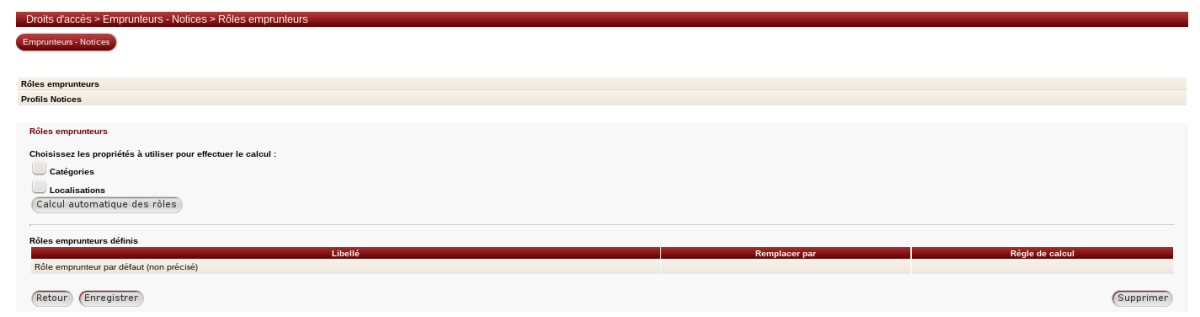 Droits d'accés > Emprunteurs - Notices > Rôles emprunteurs
Emprunteurs - Notices
Rôles emprunteurs
Profils Notices
Rôles emprunteurs
Choisissez les propriétés à utiliser pour effectuer le calcul :
Catégories
Localisations
Calcul automatique des rôles
Rôles emprunteurs définis
Libellé Remplacer par Règle de calcul
Rôle emprunteur par défaut (non précisé)
Retour Enregistrer Supprimer